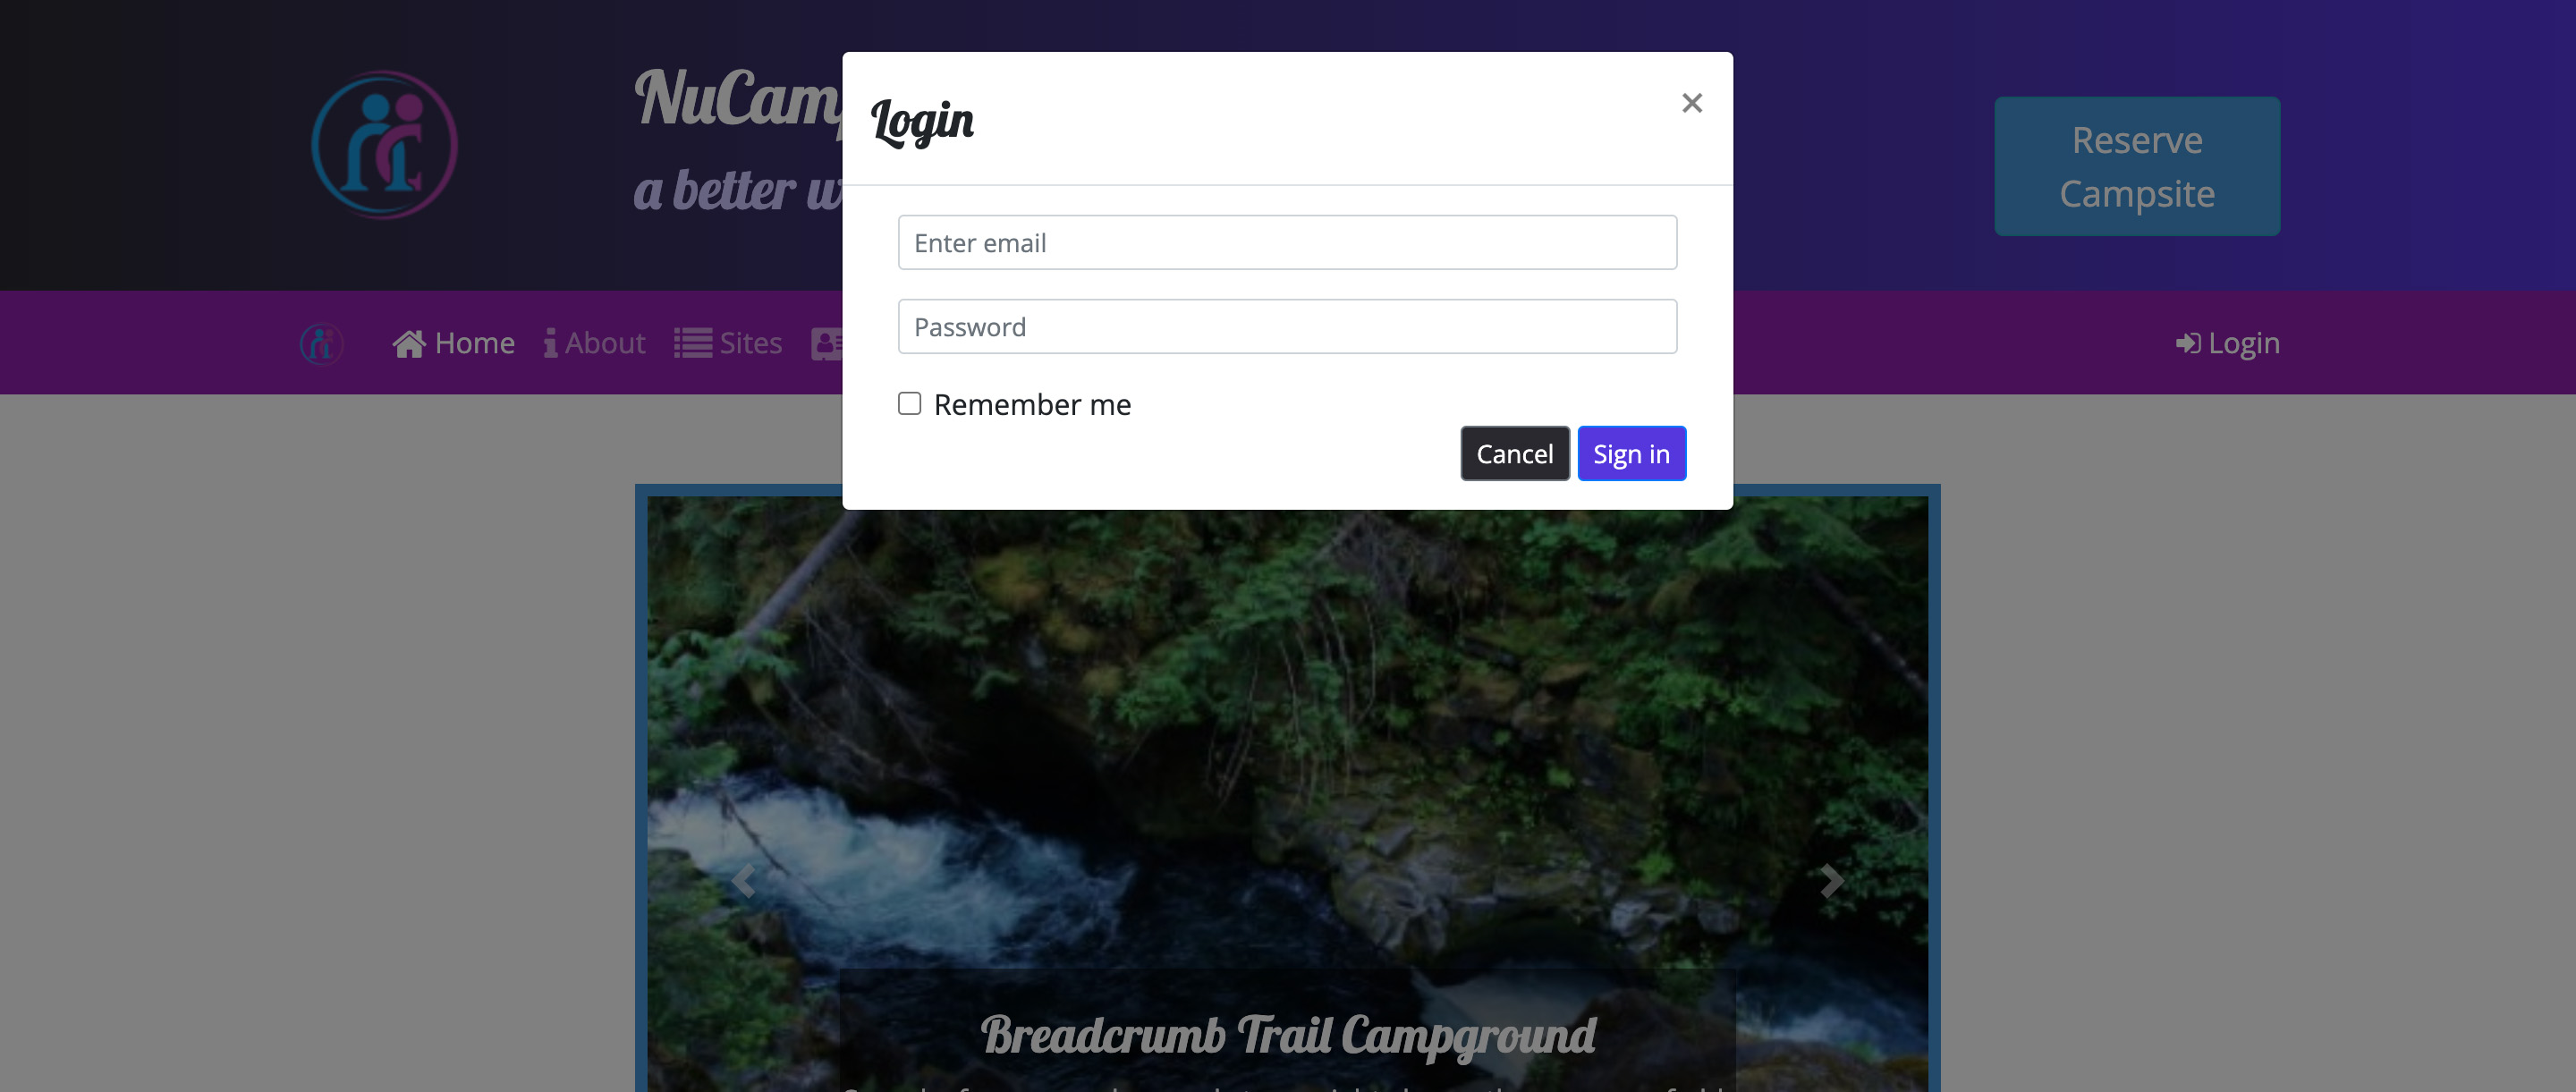 NuCam
a better
Reserve
Campsite
Login
×
Enter email
Password
Remember me
Cancel
Sign in
Home
About
Sites
Login
Breadcrumb Trail Campground